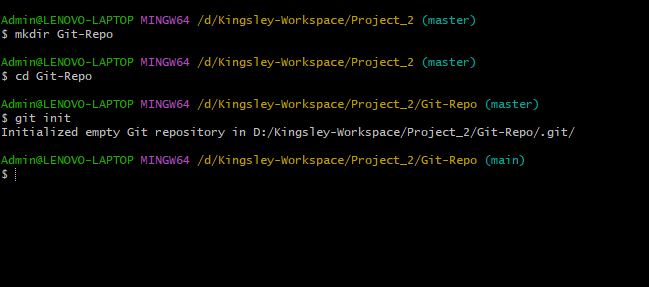 Admin@LENOVO-LAPTOP MINGW64 /d/Kingsley-Workspace/Project_2 (master)
$ mkdir Git-Repo
Admin@LENOVO-LAPTOP MINGW64 /d/Kingsley-Workspace/Project_2 (master)
$ cd Git-Repo
Admin@LENOVO-LAPTOP MINGW64 /d/Kingsley-Workspace/Project_2/Git-Repo (master)
$ git init
Initialized empty Git repository in D:/Kingsley-Workspace/Project_2/Git-Repo/.git/
Admin@LENOVO-LAPTOP MINGW64 /d/Kingsley-Workspace/Project_2/Git-Repo (main)
$